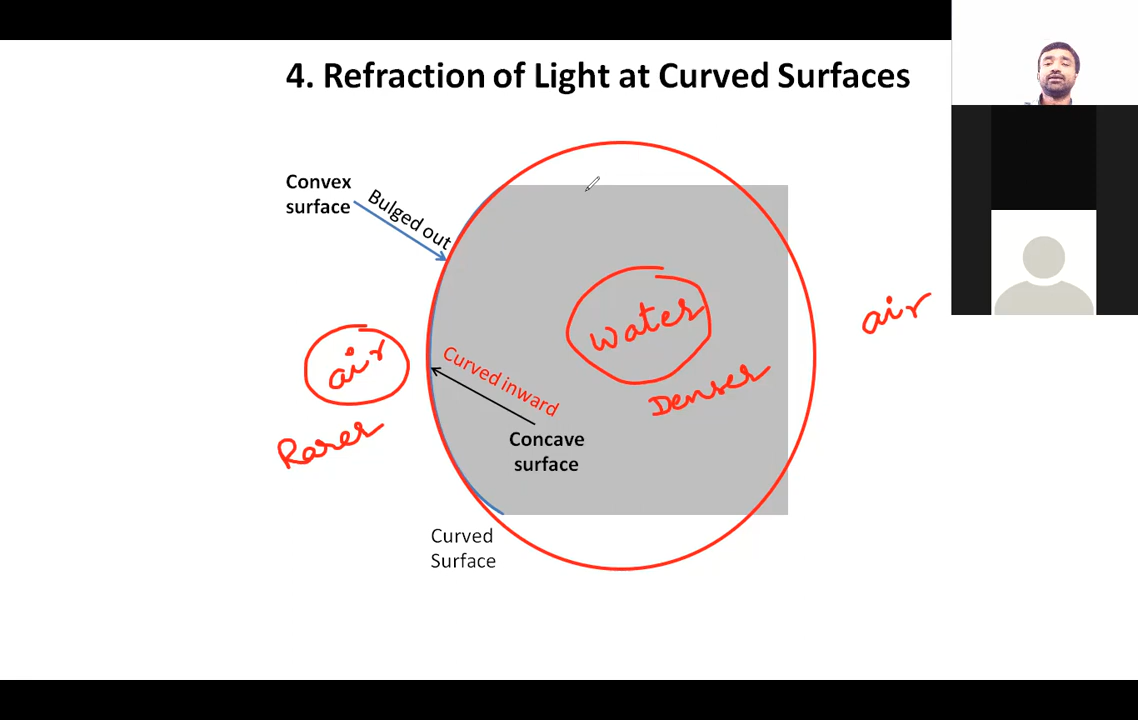 4. Refraction of Light at Curved Surfaces
Convex
surface
Bulged out
air
Rarer
Curved inward
Concave
surface
water
Denser
air
Curved
Surface